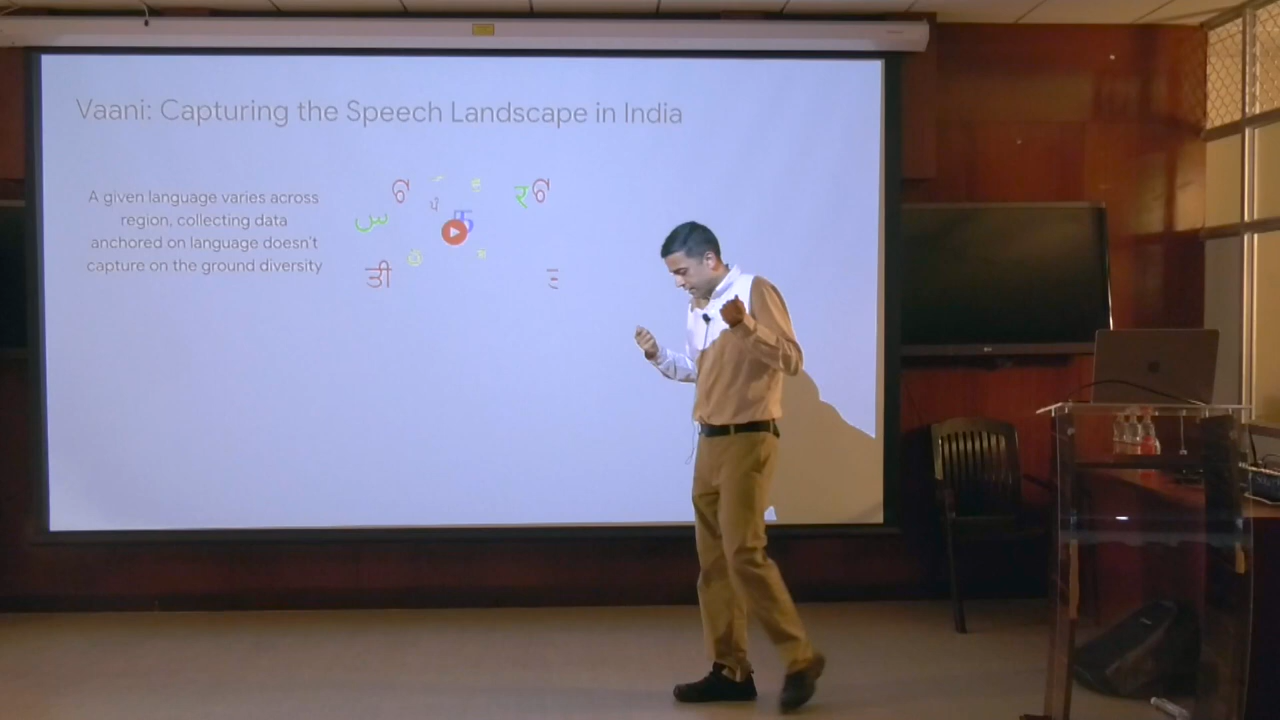 Vaani: Capturing the Speech Landscape in India
A given language varies across
region, collecting data
anchored on language doesn't
capture on the ground diversity
س
र
ਤੀ